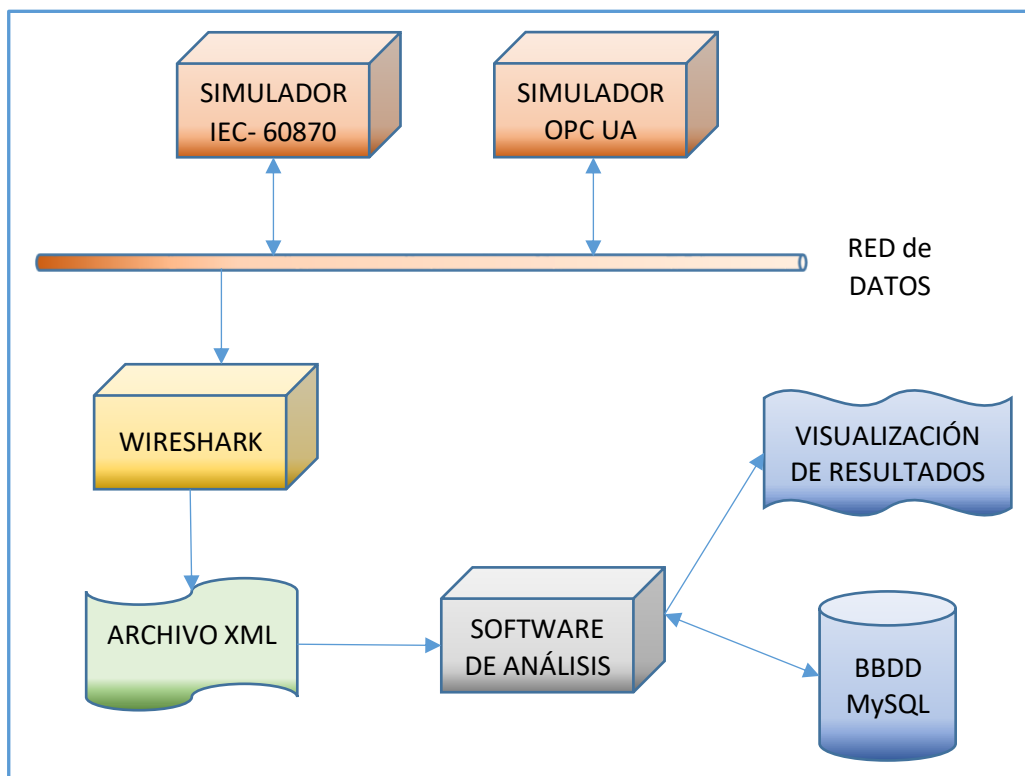 SIMULADOR
IEC- 60870
SIMULADOR
OPC UA
RED de
DATOS
WIRESHARK
VISUALIZACIÓN
DE RESULTADOS
ARCHIVO XML
SOFTWARE
DE ANÁLISIS
BBDD
MySQL